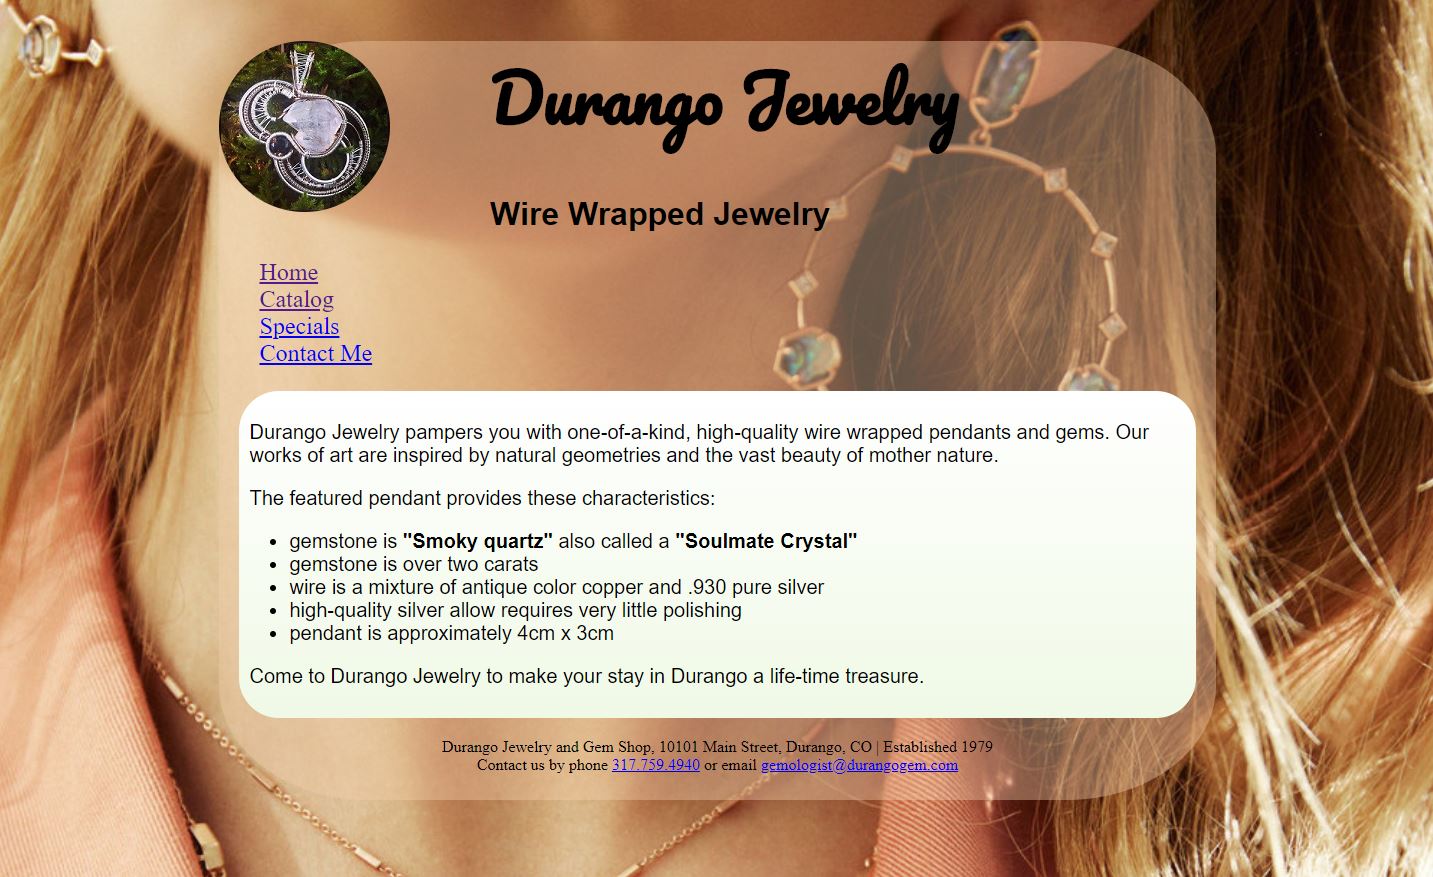 Durango Jewelry
Wire Wrapped Jewelry
Home
Catalog
Specials
Contact Me
Durango Jewelry pampers you with one-of-a-kind, high-quality wire wrapped pendants and gems. Our
works of art are inspired by natural geometries and the vast beauty of mother nature.
The featured pendant provides these characteristics:
• gemstone is "Smoky quartz" also called a "Soulmate Crystal"
• gemstone is over two carats
• wire is a mixture of antique color copper and .930 pure silver
• high-quality silver allow requires very little polishing
• pendant is approximately 4cm x 3cm
Come to Durango Jewelry to make your stay in Durango a life-time treasure.
Durango Jewelry and Gem Shop, 10101 Main Street, Durango, CO | Established 1979
Contact us by phone 317.759.4940 or email gemologist@durangogem.com